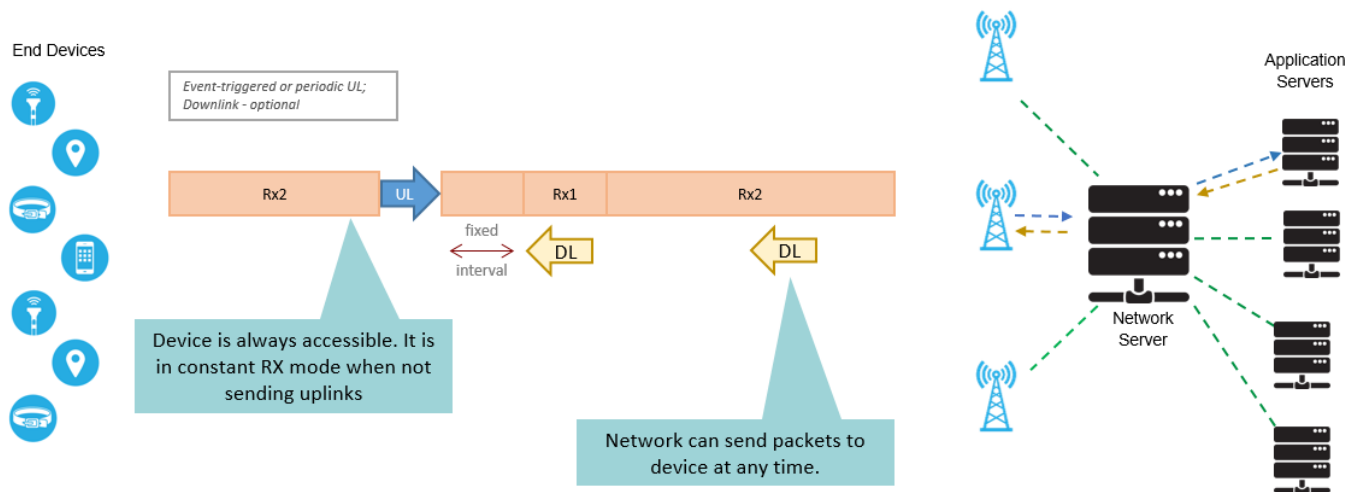 End Devices
Event-triggered or periodic UL;
Downlink - optional
Rx2
UL
Rx1
Rx2
fixed
interval
DL
DL
Device is always accessible. It is
in constant RX mode when not
sending uplinks
Network can send packets to
device at any time.
Network
Server
Application
Servers